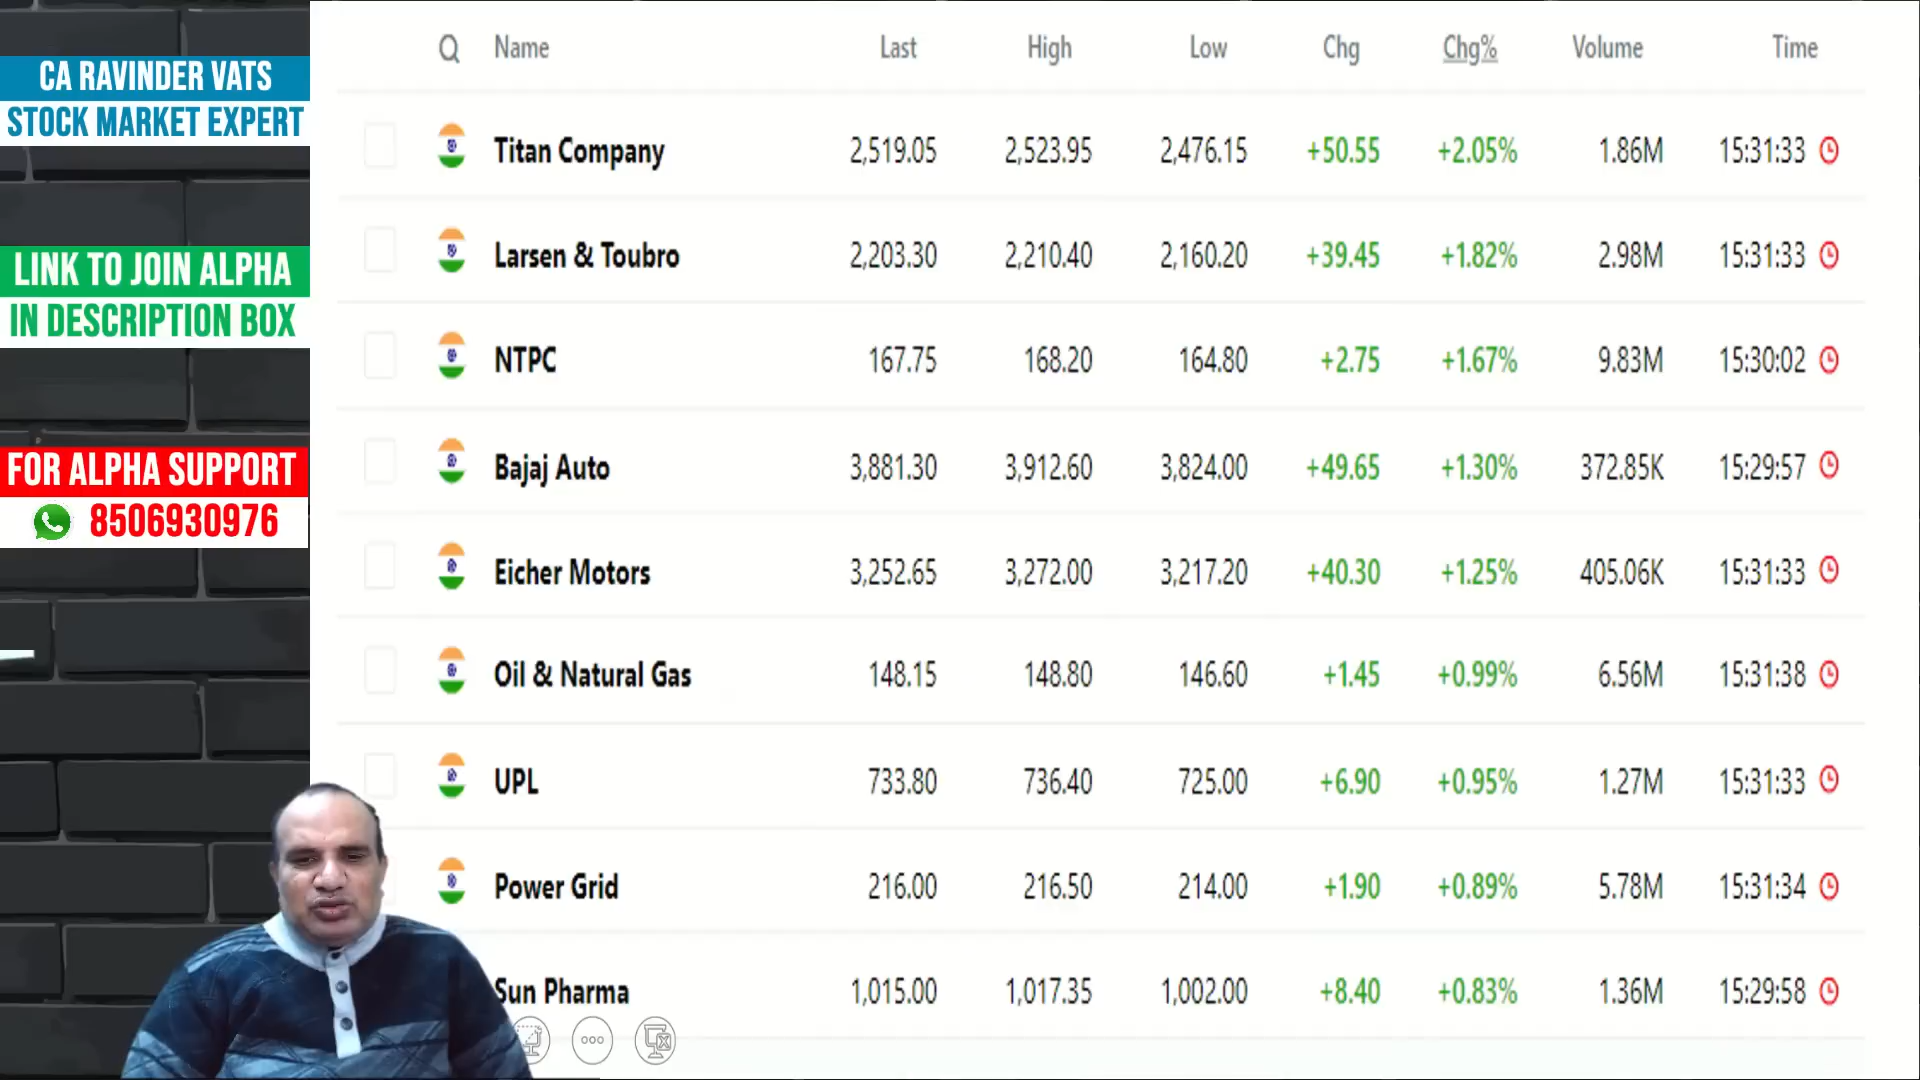 CA RAVINDER VATS
STOCK MARKET EXPERT
LINK TO JOIN ALPHA
IN DESCRIPTION BOX
FOR ALPHA SUPPORT
8506930976
Name Last High Low Chg Chg% Volume Time
Titan Company 2,519.05 2,523.95 2,476.15 +50.55 +2.05% 1.86M 15:31:33
Larsen & Toubro 2,203.30 2,210.40 2,160.20 +39.45 +1.82% 2.98M 15:31:33
NTPC 167.75 168.20 164.80 +2.75 +1.67% 9.83M 15:30:02
Bajaj Auto 3,881.30 3,912.60 3,824.00 +49.65 +1.30% 372.85K 15:29:57
Eicher Motors 3,252.65 3,272.00 3,217.20 +40.30 +1.25% 405.06K 15:31:33
Oil & Natural Gas 148.15 148.80 146.60 +1.45 +0.99% 6.56M 15:31:38
UPL 733.80 736.40 725.00 +6.90 +0.95% 1.27M 15:31:33
Power Grid 216.00 216.50 214.00 +1.90 +0.89% 5.78M 15:31:34
Sun Pharma 1,015.00 1,017.35 1,002.00 +8.40 +0.83% 1.36M 15:29:58